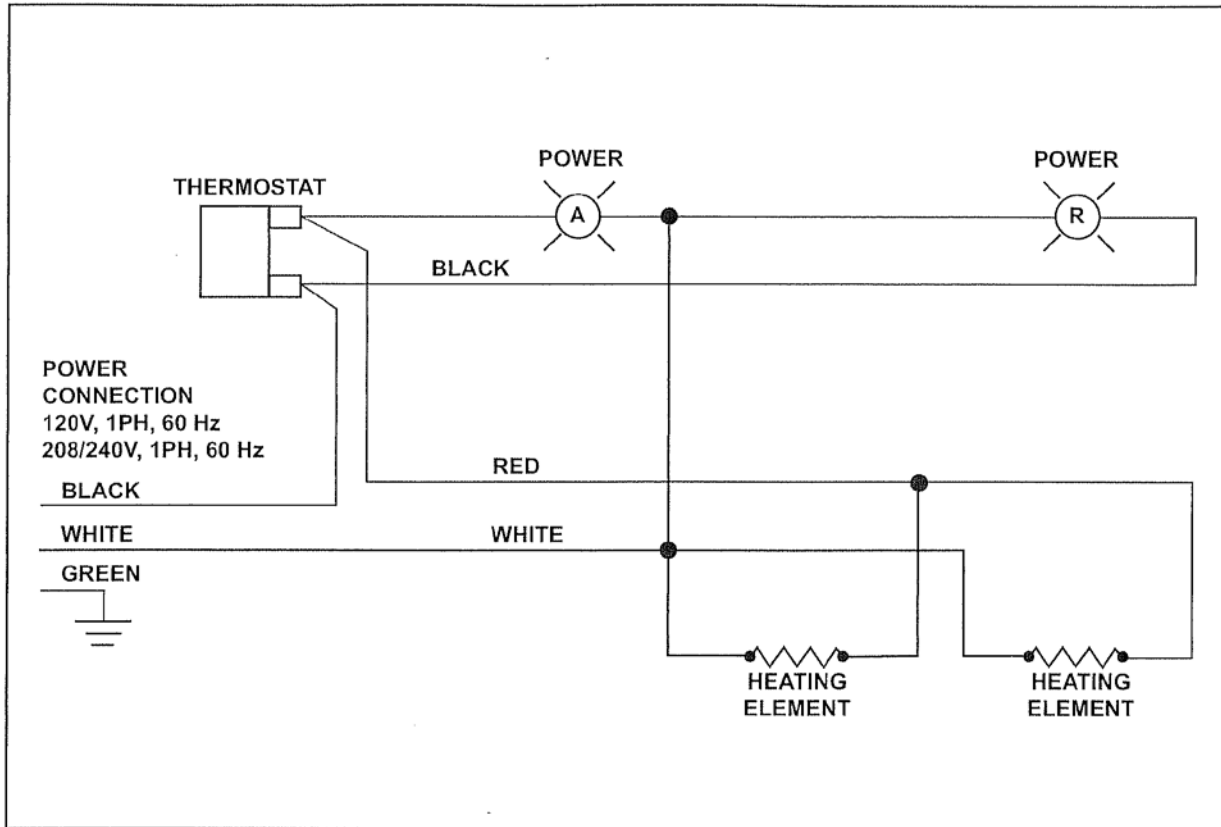 POWER
POWER
THERMOSTAT
A
R
BLACK
POWER
CONNECTION
120V, 1PH, 60 Hz
208/240V, 1PH, 60 Hz
RED
BLACK
WHITE
WHITE
GREEN
HEATING
ELEMENT
HEATING
ELEMENT